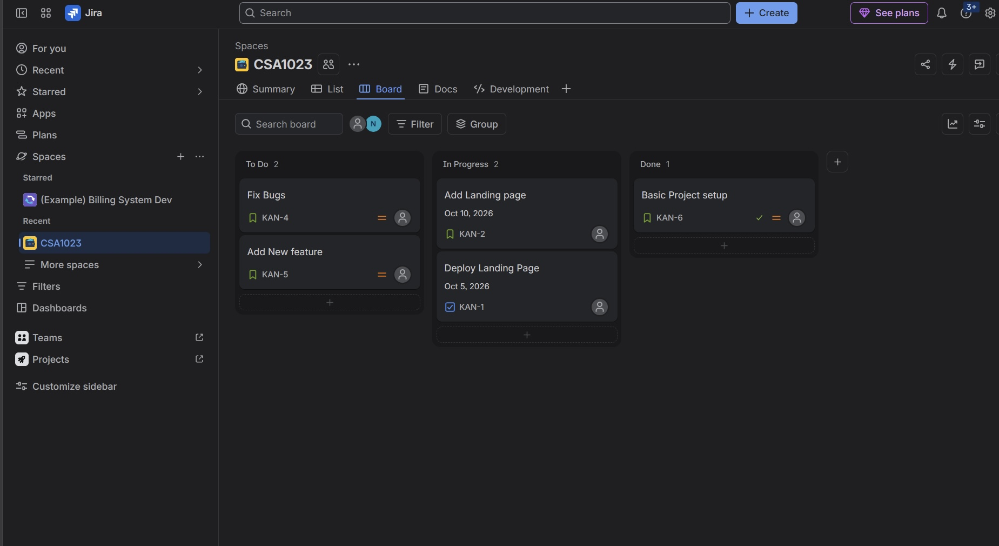 Jira
Search
Create
See plans
3+
For you
Recent
Starred
Apps
Plans
Spaces
Starred
(Example) Billing System Dev
Recent
CSA1023
More spaces
Filters
Dashboards
Teams
Projects
Customize sidebar
Spaces
CSA1023
Summary
List
Board
Docs
Development
Search board
N
Filter
Group
To Do 2
Fix Bugs
KAN-4
Add New feature
KAN-5
In Progress 2
Add Landing page
Oct 10, 2026
KAN-2
Deploy Landing Page
Oct 5, 2026
KAN-1
Done 1
Basic Project setup
KAN-6